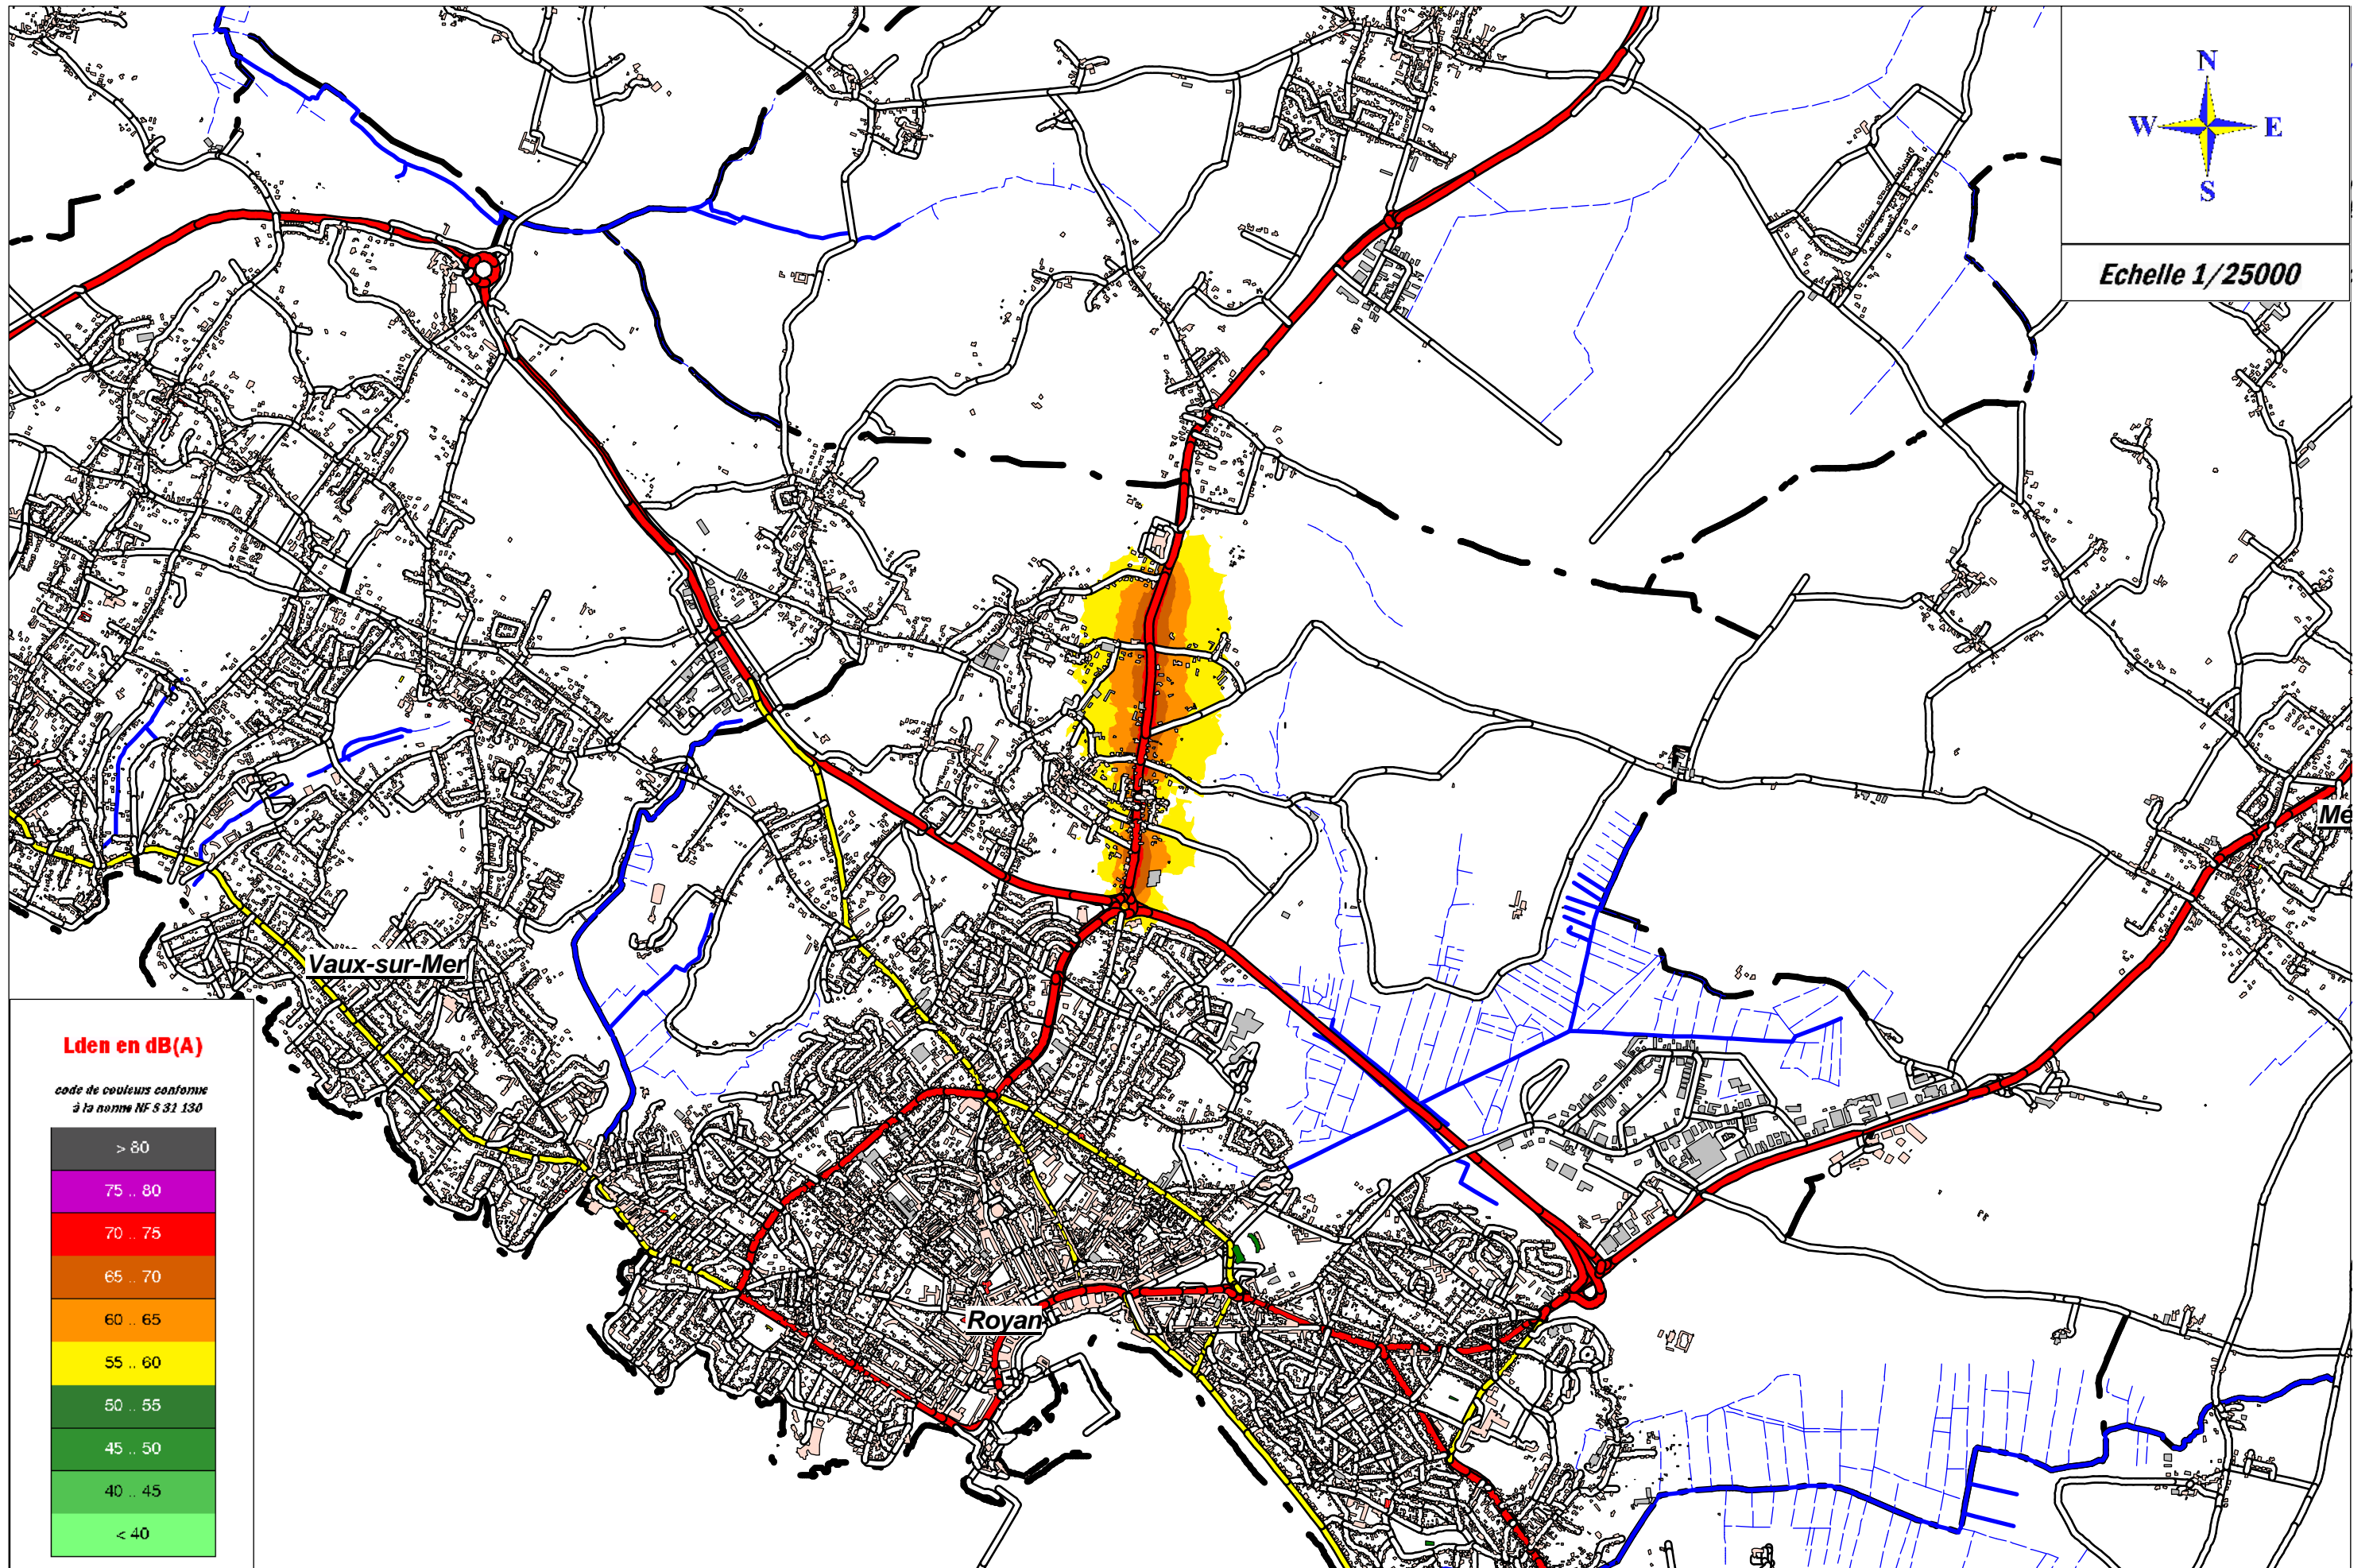 N
W E
S
Echelle 1/25000
Mé
Vaux-sur-Mer
Lden en dB(A)
code de couleurs conforme
à la norme NF S 31 130
> 80
75 .. 80
70 .. 75
65 .. 70
60 .. 65
55 .. 60
50 .. 55
45 .. 50
40 .. 45
< 40
Royan